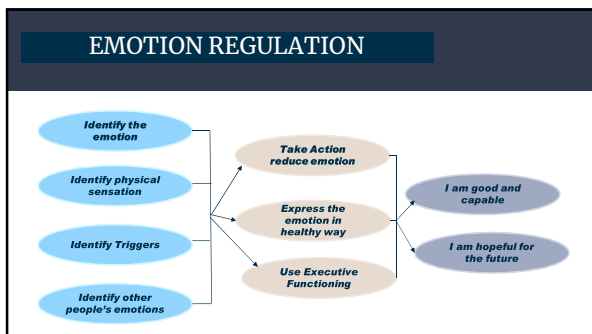 EMOTION REGULATION
Identify the
emotion
Identify physical
sensation
Identify Triggers
Identify other
people's emotions
Take Action
reduce emotion
Express the
emotion in
healthy way
Use Executive
Functioning
I am good and
capable
I am hopeful for
the future